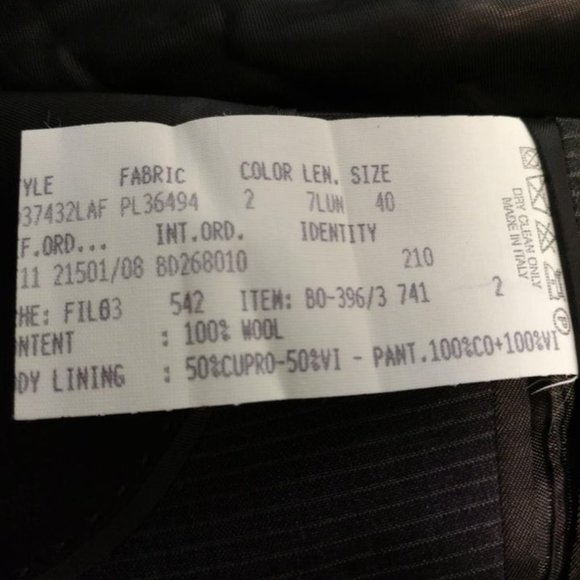 YLE FABRIC COLOR LEN. SIZE
37432LAF PL36494 2 7LUN 40
F.ORD... INT.ORD. IDENTITY
11 21501/08 8D268010 210
HE: FIL03 542 ITEM: BO-396/3 741 2
NTENT : 100% WOOL
DY LINING : 50%CUPRO-50%VI - PANT.100%CO+100%VI
DRY CLEAN ONLY
MADE IN ITALY
P